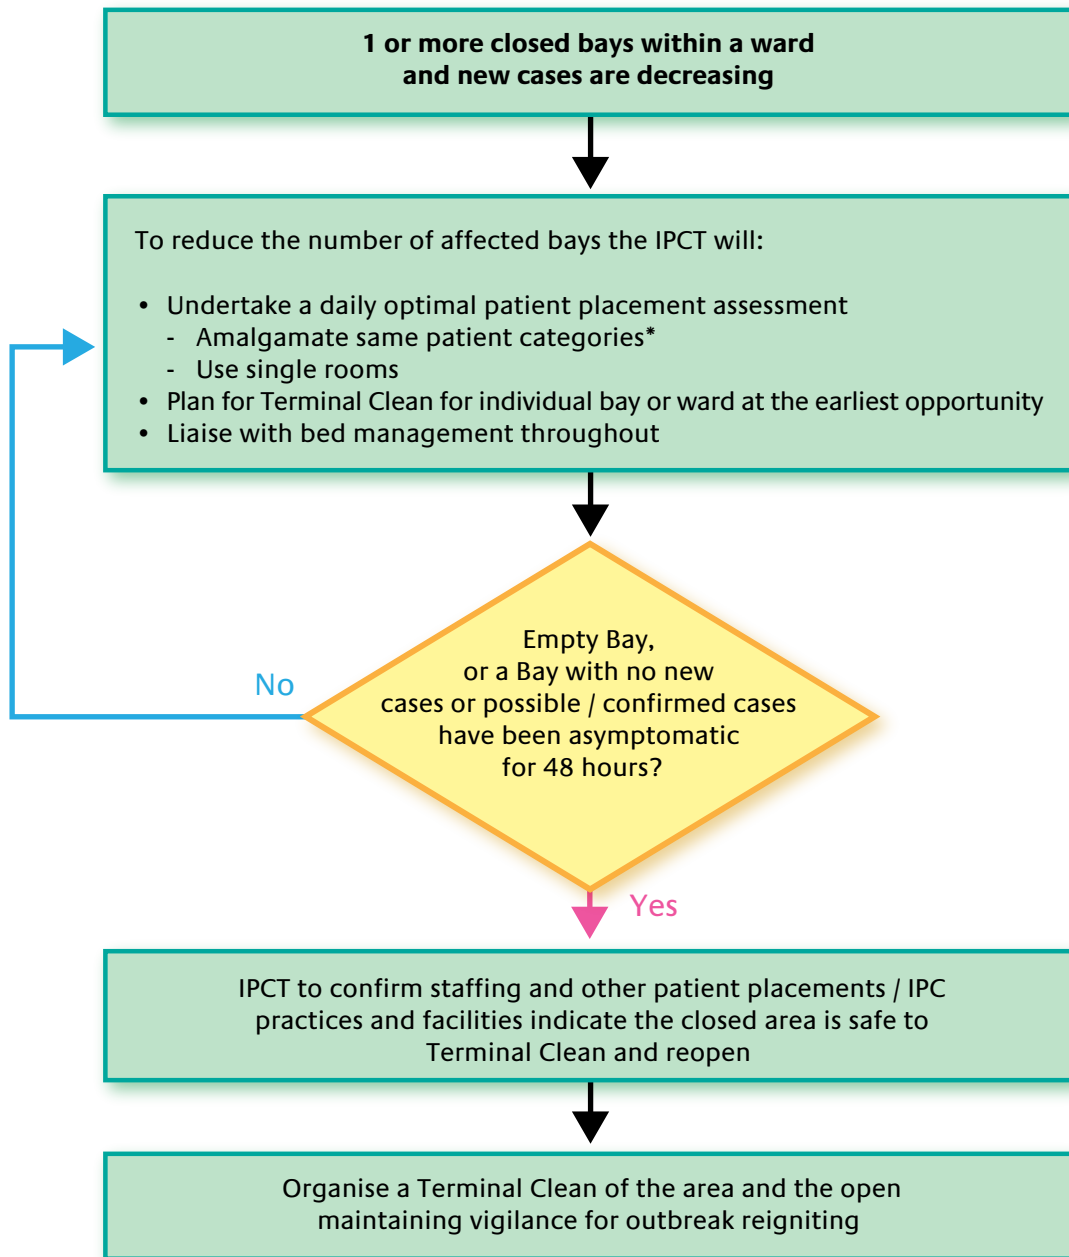 1 or more closed bays within a ward
and new cases are decreasing
To reduce the number of affected bays the IPCT will:
• Undertake a daily optimal patient placement assessment
- Amalgamate same patient categories*
- Use single rooms
• Plan for Terminal Clean for individual bay or ward at the earliest opportunity
• Liaise with bed management throughout
Empty Bay,
or a Bay with no new
cases or possible / confirmed cases
have been asymptomatic
for 48 hours?
No
Yes
IPCT to confirm staffing and other patient placements / IPC
practices and facilities indicate the closed area is safe to
Terminal Clean and reopen
Organise a Terminal Clean of the area and the open
maintaining vigilance for outbreak reigniting